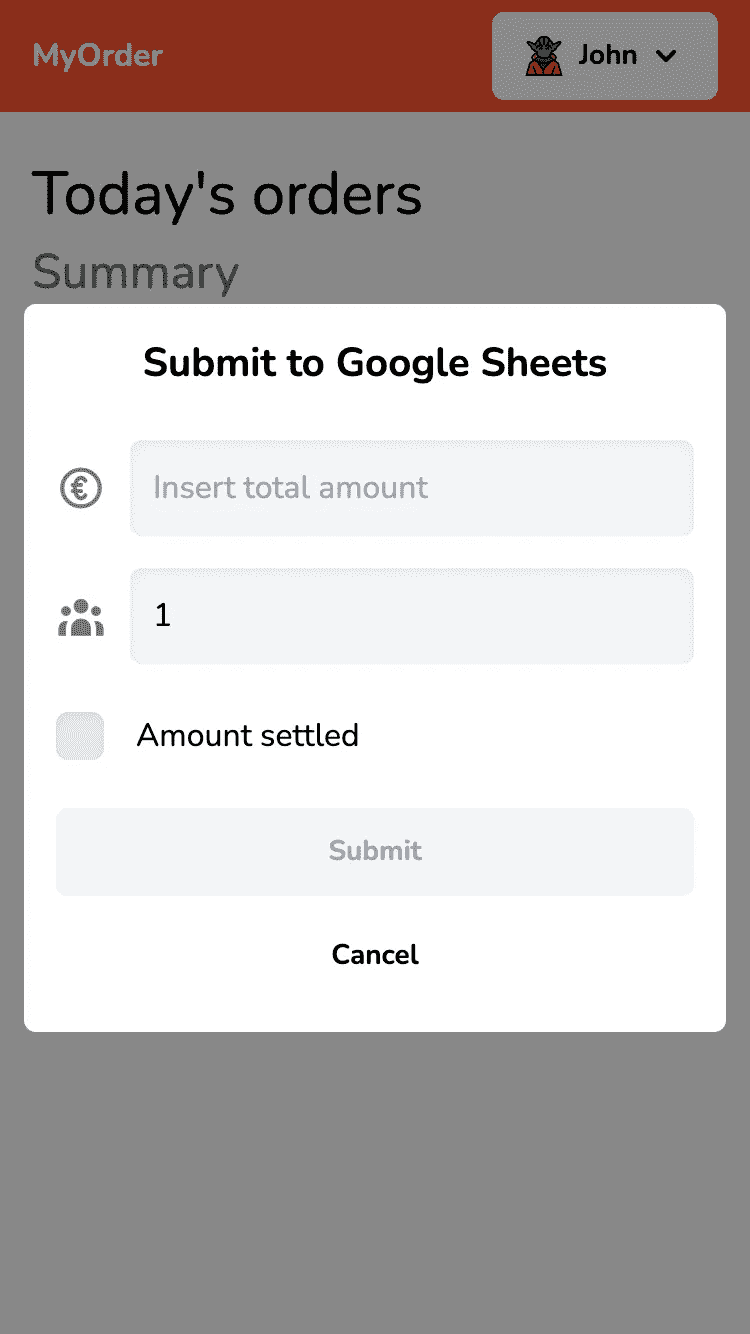 MyOrder
John
Today's orders
Summary
Submit to Google Sheets
€
Insert total amount
1
Amount settled
Submit
Cancel